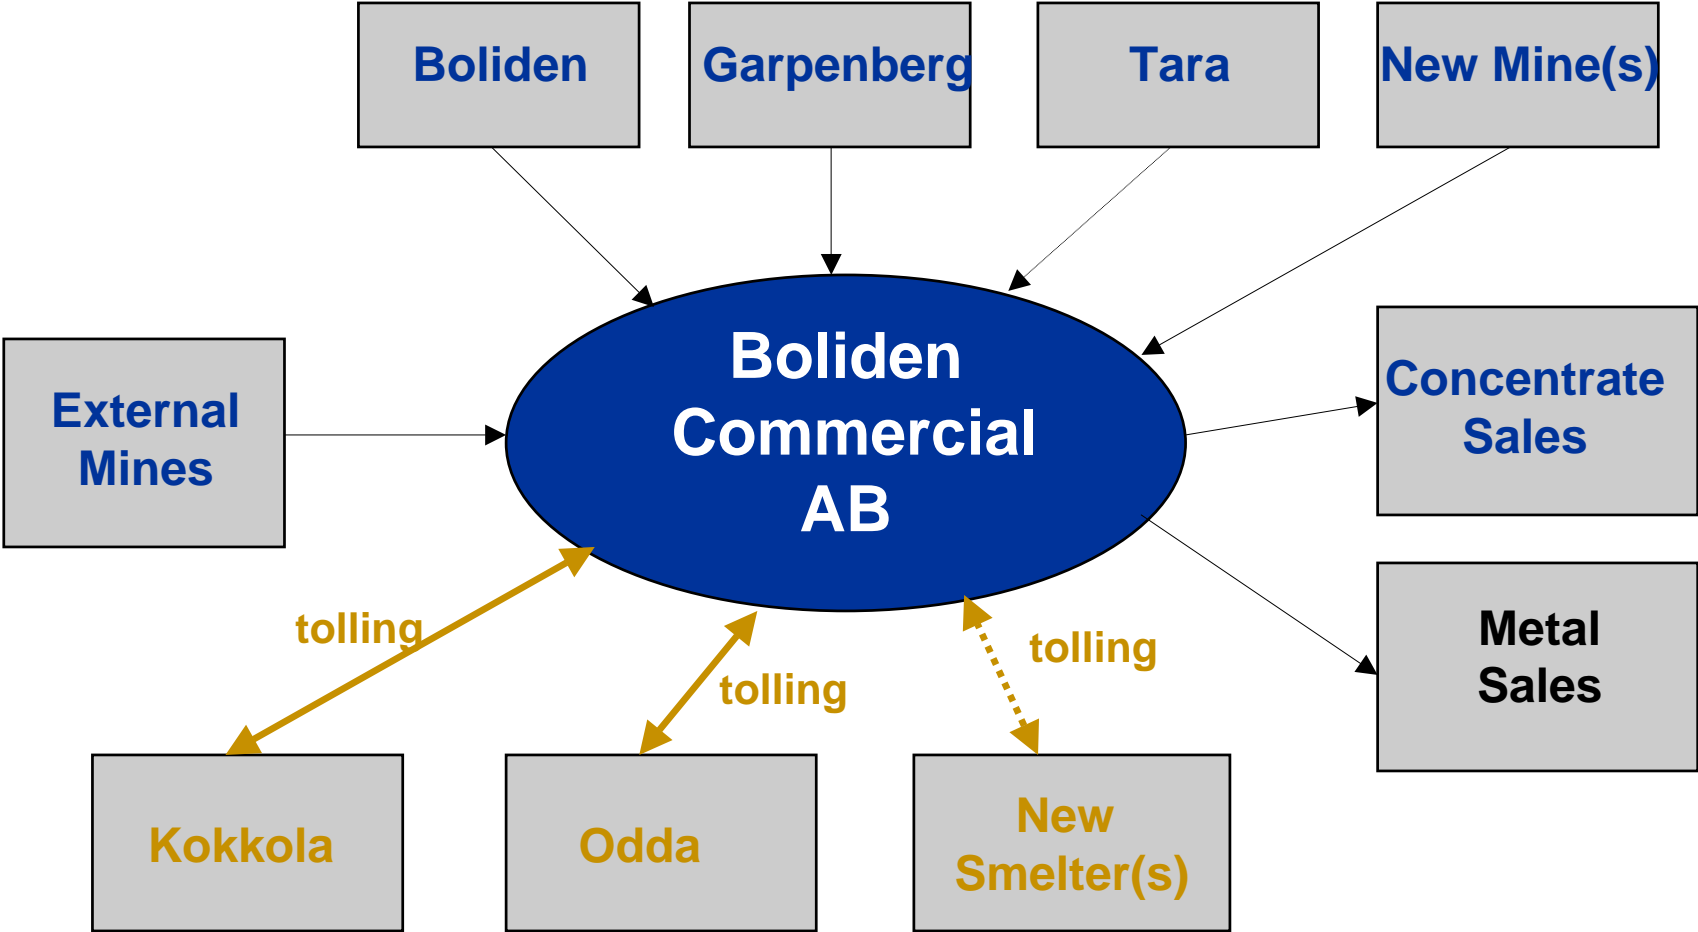 Boliden
Garpenberg
Tara
New Mine(s)
External
Mines
Boliden
Commercial
AB
Concentrate
Sales
Metal
Sales
tolling
tolling
tolling
Kokkola
Odda
New
Smelter(s)